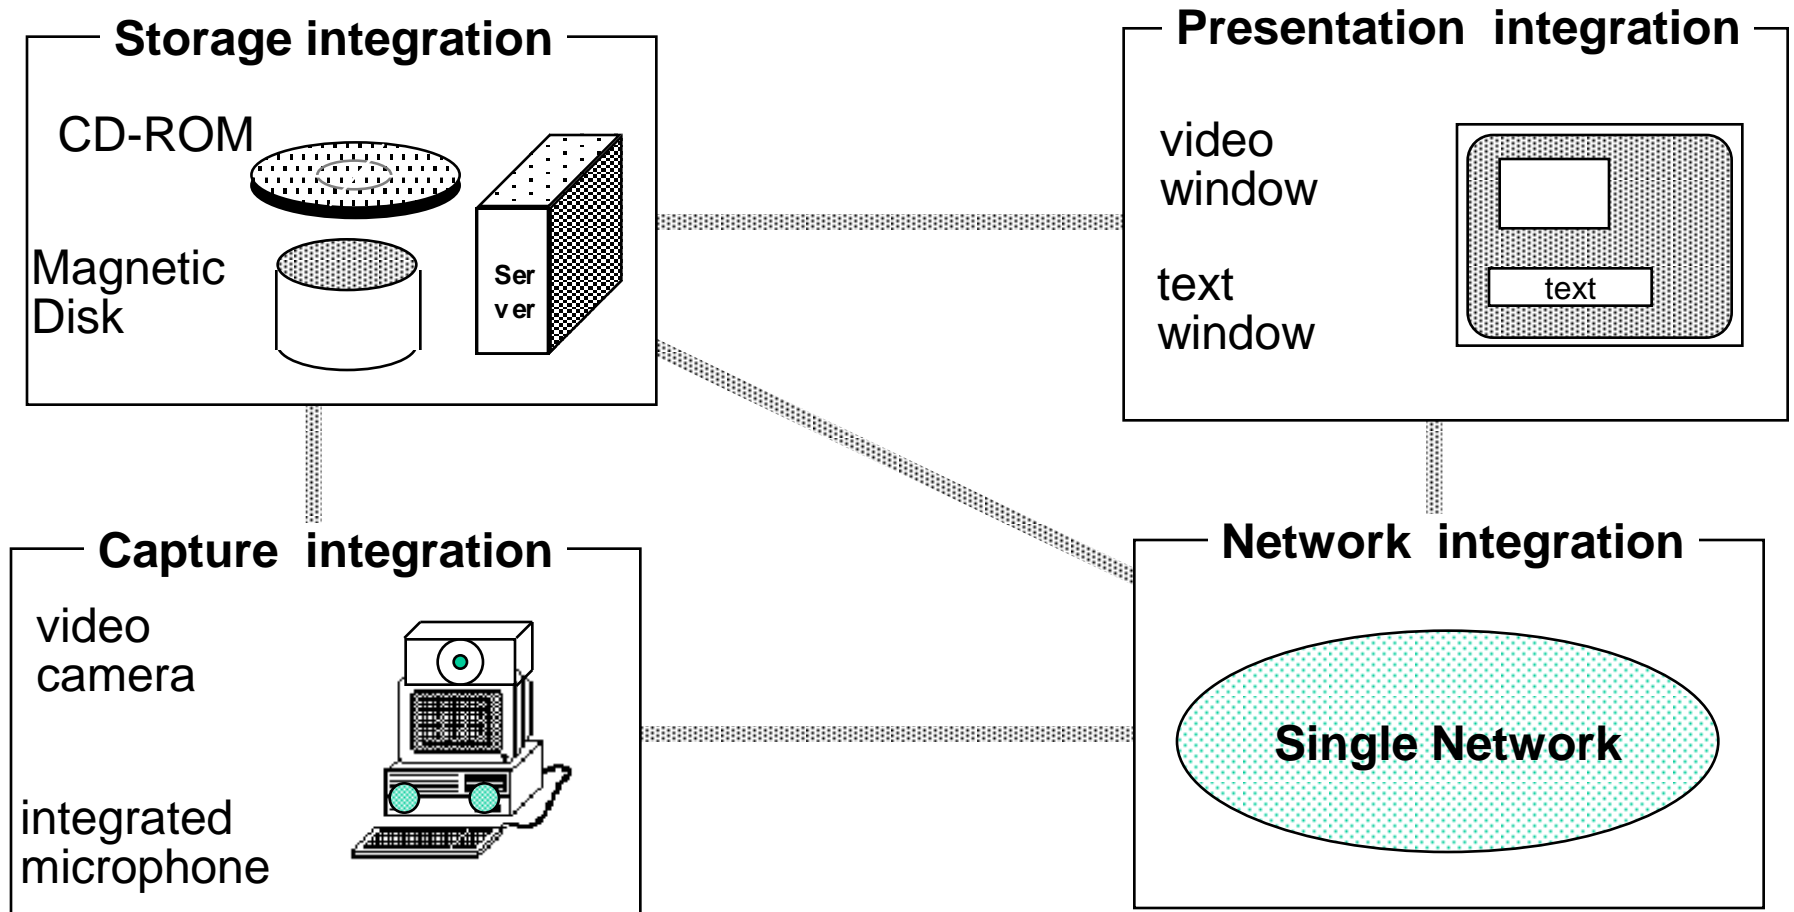 Storage integration
CD-ROM
Magnetic
Disk
Ser
ver
Presentation integration
video
window
text
window
text
Capture integration
video
camera
integrated
microphone
Network integration
Single Network